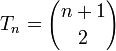 T_n = \binom{n+1}{2}